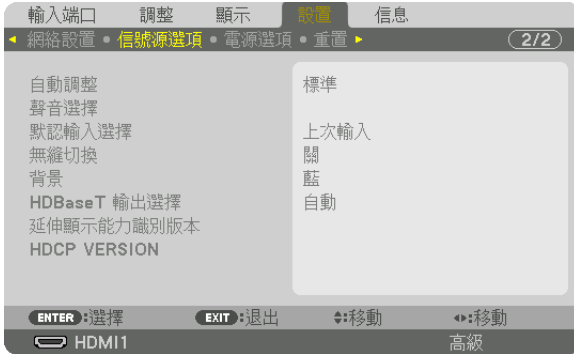 輸入端口 調整 顯示 設置 信息
網絡設置 • 信號源選項 • 電源選項 • 重置 2/2
自動調整 標準
聲音選擇
默認輸入選擇 上次輸入
無縫切換 關
背景 藍
HDBaseT 輸出選擇 自動
延伸顯示能力識別版本
HDCP VERSION
ENTER:選擇 EXIT:退出 :移動 :移動
HDMI1 高級